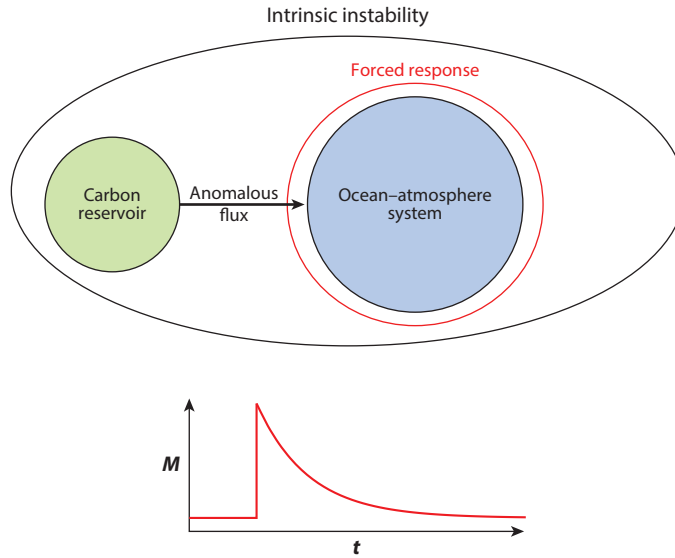 Intrinsic instability
Forced response
Carbon
reservoir
Anomalous
flux
Ocean–atmosphere
system
M
t